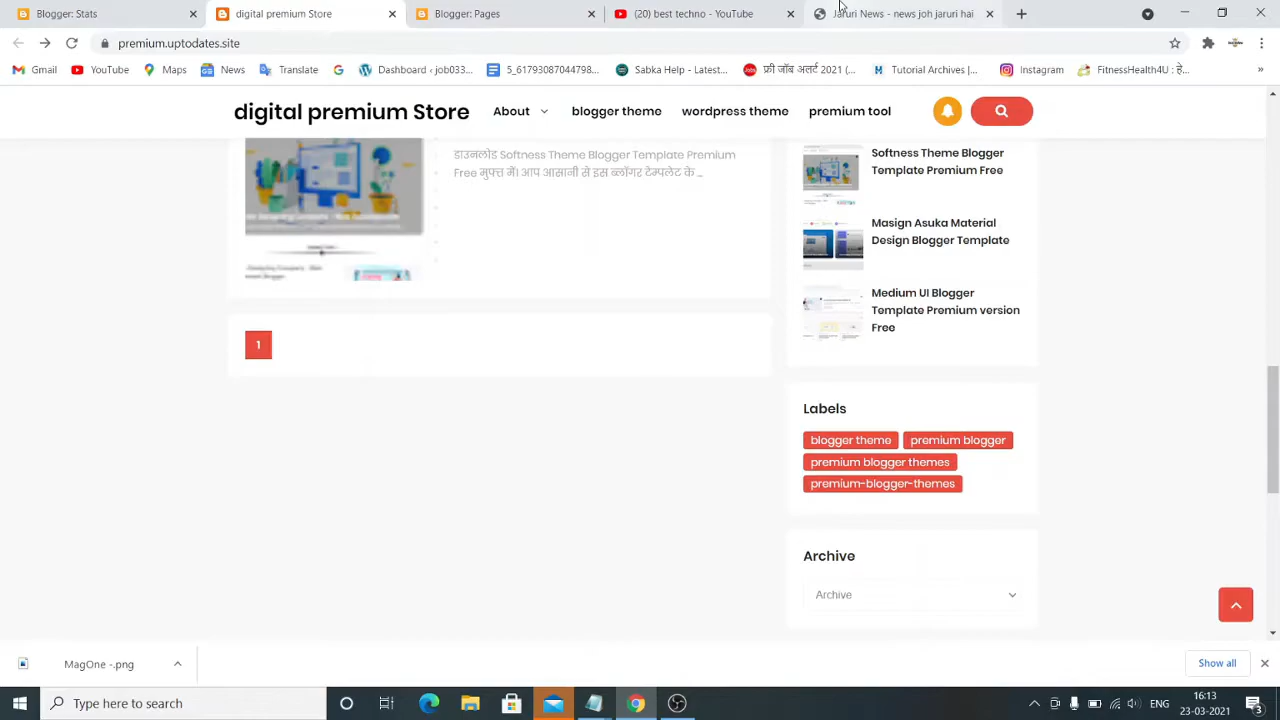 Blogger: Stats
digital premium Store
Blogger: Pages
(2) best techno - YouTube
Jaruri News - news joh jaruri hai
premium.uptodates.site
Gmail
YouTube
Maps
News
Translate
Dashboard ‹ job033...
5_61793087044798...
Sabka Help - Latest...
फ्री जॉब अलर्ट 2021 (...
Tutorial Archives |...
Instagram
FitnessHealth4U : ह...
»
digital premium Store
About
blogger theme
wordpress theme
premium tool
डाउनलोड Softness Theme Blogger Template Premium
Free मुफ्त में। आप आसानी से इस ब्लॉगर टेम्पलेट के ...
1
Softness Theme Blogger
Template Premium Free
Masign Asuka Material
Design Blogger Template
Medium UI Blogger
Template Premium version
Free
Labels
blogger theme
premium blogger
premium blogger themes
premium-blogger-themes
Archive
Archive
MagOne -.png
Show all
Type here to search
ENG
16:13
23-03-2021
3